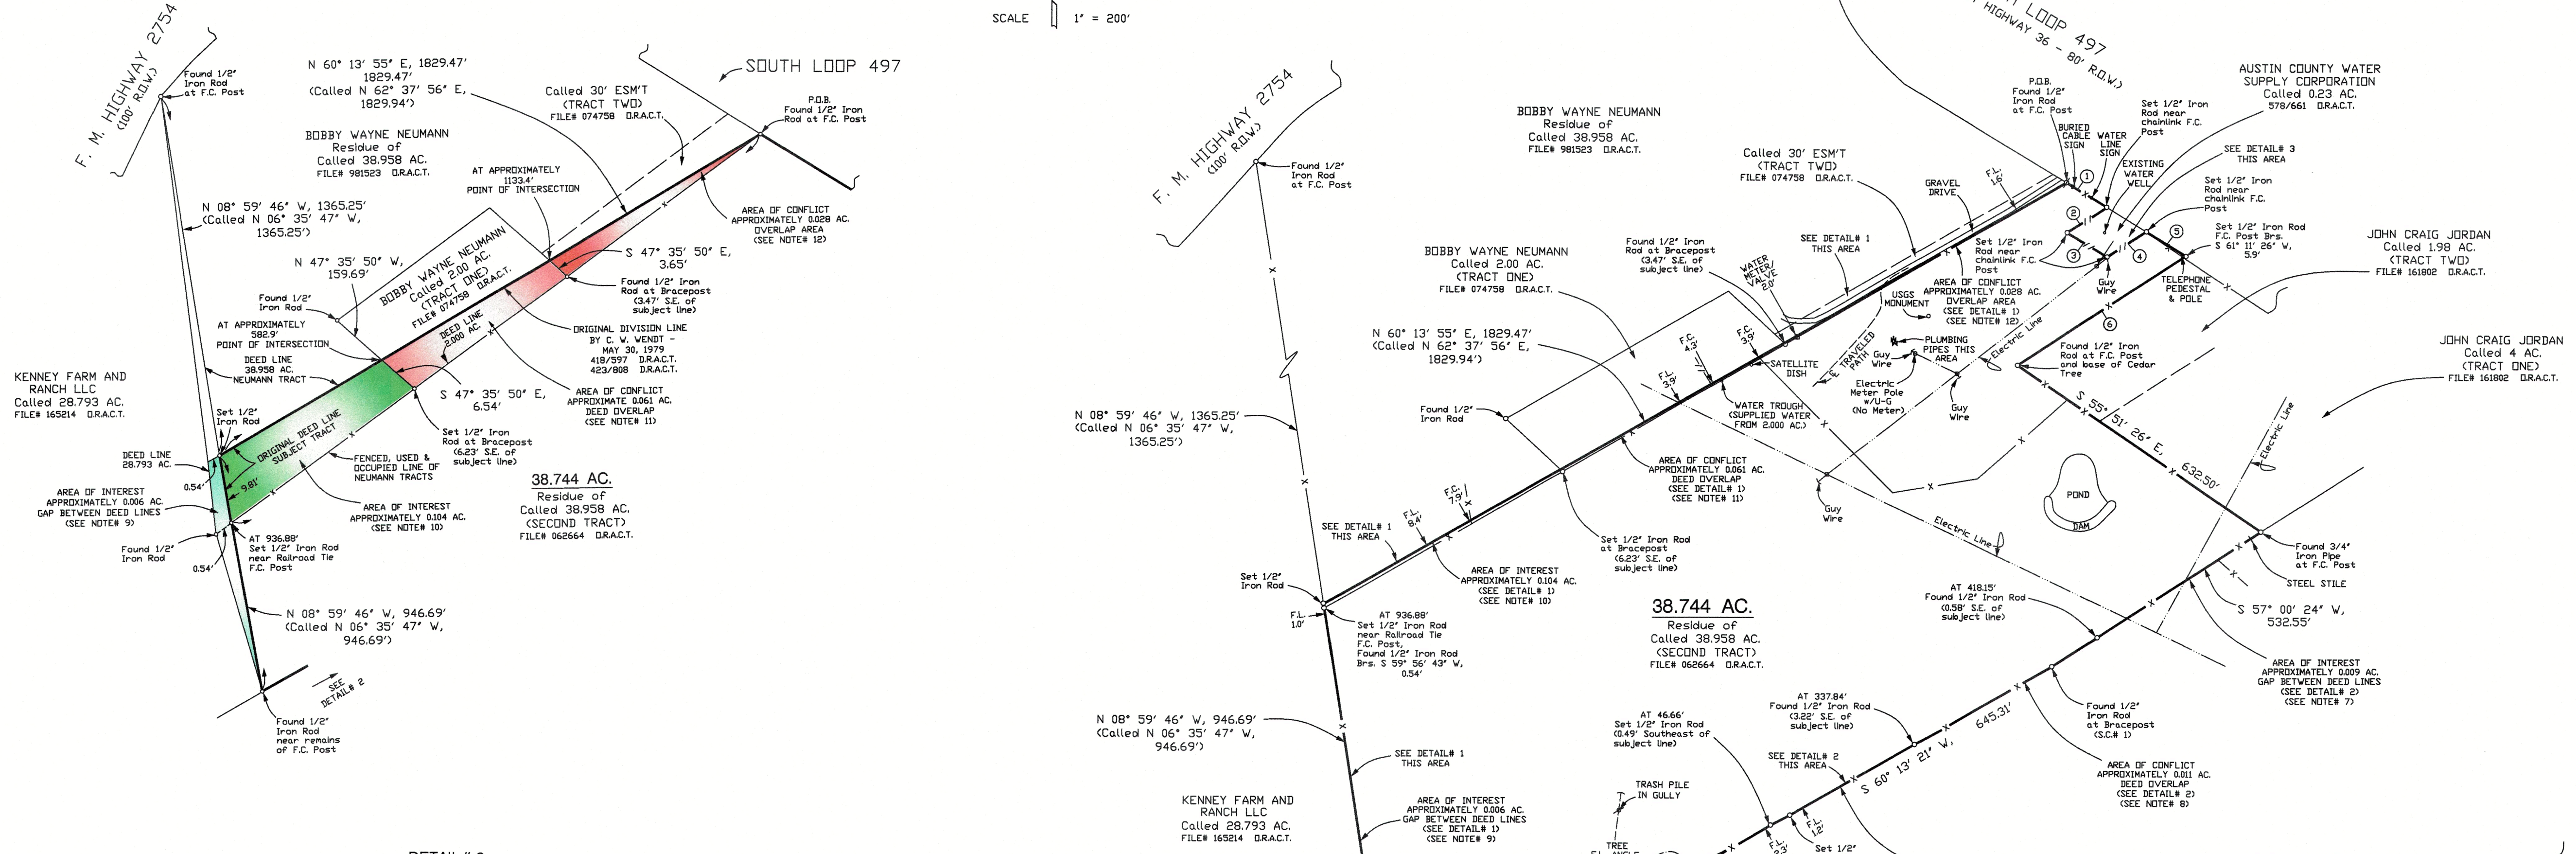 F. M. HIGHWAY 2754
(100' R.O.W.)
Found 1/2"
Iron Rod
at F.C. Post
N 60° 13' 55" E, 1829.47'
1829.47'
(Called N 62° 37' 56" E,
1829.94')
Called 30' ESM'T
(TRACT TWO)
FILE# 074758 O.R.A.C.T.
SOUTH LOOP 497
P.O.B.
Found 1/2" Iron
Rod at F.C. Post
BOBBY WAYNE NEUMANN
Residue of
Called 38.958 AC.
FILE# 981523 O.R.A.C.T.
AT APPROXIMATELY
1133.4'
POINT OF INTERSECTION
N 08° 59' 46" W, 1365.25'
(Called N 06° 35' 47" W,
1365.25')
AREA OF CONFLICT
APPROXIMATELY 0.028 AC.
OVERLAP AREA
(SEE NOTE# 12)
N 47° 35' 50" W,
159.69'
BOBBY WAYNE NEUMANN
Called 2.00 AC.
(TRACT ONE)
FILE# 074758 O.R.A.C.T.
S 47° 35' 50" E,
3.65'
Found 1/2" Iron
Rod at Bracepost
(3.47' S.E. of
subject line)
Found 1/2"
Iron Rod
AT APPROXIMATELY
582.9'
POINT OF INTERSECTION
DEED LINE
2.000 AC.
ORIGINAL DIVISION LINE
BY C. W. WENDT -
MAY 30, 1979
418/597 D.R.A.C.T.
423/808 D.R.A.C.T.
DEED LINE
38.958 AC.
NEUMANN TRACT
KENNEY FARM AND
RANCH LLC
Called 28.793 AC.
FILE# 165214 O.R.A.C.T.
S 47° 35' 50" E,
6.54'
AREA OF CONFLICT
APPROXIMATE 0.061 AC.
DEED OVERLAP
(SEE NOTE# 11)
Set 1/2"
Iron Rod
ORIGINAL DEED LINE
SUBJECT TRACT
Set 1/2" Iron
Rod at Bracepost
(6.23' S.E. of
subject line)
DEED LINE
28.793 AC.
0.54'
9.81'
FENCED, USED &
OCCUPIED LINE OF
NEUMANN TRACTS
AREA OF INTEREST
APPROXIMATELY 0.006 AC.
GAP BETWEEN DEED LINES
(SEE NOTE# 9)
AREA OF INTEREST
APPROXIMATELY 0.104 AC.
(SEE NOTE# 10)
38.744 AC.
Residue of
Called 38.958 AC.
(SECOND TRACT)
FILE# 062664 O.R.A.C.T.
Found 1/2"
Iron Rod
0.54'
AT 936.88'
Set 1/2" Iron Rod
near Railroad Tie
F.C. Post
N 08° 59' 46" W, 946.69'
(Called N 06° 35' 47" W,
946.69')
SEE
DETAIL# 2
Found 1/2"
Iron Rod
near remains
of F.C. Post
SCALE 1" = 200'
F. M. HIGHWAY 2754
(100' R.O.W.)
Found 1/2"
Iron Rod
at F.C. Post
BOBBY WAYNE NEUMANN
Residue of
Called 38.958 AC.
FILE# 981523 O.R.A.C.T.
LOOP 497
HIGHWAY 36 - 80' R.O.W.)
P.O.B.
Found 1/2"
Iron Rod
at F.C. Post
AUSTIN COUNTY WATER
SUPPLY CORPORATION
Called 0.23 AC.
578/661 O.R.A.C.T.
Set 1/2" Iron
Rod near
chainlink F.C.
Post
BURIED
CABLE
SIGN
WATER
LINE
SIGN
EXISTING
WATER
WELL
SEE DETAIL# 3
THIS AREA
Called 30' ESM'T
(TRACT TWO)
FILE# 074758 O.R.A.C.T.
GRAVEL
DRIVE
F.L.
1.6'
1
2
3
4
5
6
Set 1/2" Iron
Rod near
chainlink F.C.
Post
Set 1/2" Iron Rod
F.C. Post Brs.
S 61° 11' 26" W,
5.9'
JOHN CRAIG JORDAN
Called 1.98 AC.
(TRACT TWO)
FILE# 161802 O.R.A.C.T.
BOBBY WAYNE NEUMANN
Called 2.00 AC.
(TRACT ONE)
FILE# 074758 O.R.A.C.T.
Found 1/2" Iron
Rod at Bracepost
(3.47' S.E. of
subject line)
SEE DETAIL# 1
THIS AREA
WATER
METER/
VALVE
2.0'
Set 1/2" Iron
Rod near
chainlink F.C.
Post
Guy
Wire
TELEPHONE
PEDESTAL
& POLE
AREA OF CONFLICT
APPROXIMATELY 0.028 AC.
OVERLAP AREA
(SEE DETAIL# 1)
(SEE NOTE# 12)
USGS
MONUMENT
Electric Line
N 60° 13' 55" E, 1829.47'
(Called N 62° 37' 56" E,
1829.94')
F.C.
4.3'
F.C.
3.9'
SATELLITE
DISH
℄ TRAVELED
PATH
Guy
Wire
PLUMBING
PIPES THIS
AREA
Electric
Meter Pole
w/U-G
(No Meter)
Guy
Wire
Found 1/2" Iron
Rod at F.C. Post
and base of Cedar
Tree
JOHN CRAIG JORDAN
Called 4 AC.
(TRACT ONE)
FILE# 161802 O.R.A.C.T.
F.L.
3.9'
WATER TROUGH
(SUPPLIED WATER
FROM 2.000 AC.)
N 08° 59' 46" W, 1365.25'
(Called N 06° 35' 47" W,
1365.25')
Found 1/2"
Iron Rod
S 55° 51' 26" E, 632.50'
Electric Line
AREA OF CONFLICT
APPROXIMATELY 0.061 AC.
DEED OVERLAP
(SEE DETAIL# 1)
(SEE NOTE# 11)
F.C.
7.9'
F.L.
8.4'
SEE DETAIL# 1
THIS AREA
Guy
Wire
POND
DAM
Electric Line
Set 1/2" Iron Rod
at Bracepost
(6.23' S.E. of
subject line)
Found 3/4"
Iron Pipe
at F.C. Post
STEEL STILE
Set 1/2"
Iron Rod
AREA OF INTEREST
APPROXIMATELY 0.104 AC.
(SEE DETAIL# 1)
(SEE NOTE# 10)
F.L.
1.0'
AT 936.88'
Set 1/2" Iron Rod
near Railroad Tie
F.C. Post,
Found 1/2" Iron Rod
Brs. S 59° 56' 43" W,
0.54'
38.744 AC.
Residue of
Called 38.958 AC.
(SECOND TRACT)
FILE# 062664 O.R.A.C.T.
AT 418.15'
Found 1/2" Iron Rod
(0.58' S.E. of
subject line)
S 57° 00' 24" W,
532.55'
AREA OF INTEREST
APPROXIMATELY 0.009 AC.
GAP BETWEEN DEED LINES
(SEE DETAIL# 2)
(SEE NOTE# 7)
N 08° 59' 46" W, 946.69'
(Called N 06° 35' 47" W,
946.69')
AT 337.84'
Found 1/2" Iron Rod
(3.22' S.E. of
subject line)
AT 46.66'
Set 1/2" Iron Rod
(0.49' Southeast of
subject line)
S 60° 13' 21" W, 645.31'
Found 1/2"
Iron Rod
at Bracepost
(S.C.# 1)
SEE DETAIL# 1
THIS AREA
SEE DETAIL# 2
THIS AREA
AREA OF CONFLICT
APPROXIMATELY 0.011 AC.
DEED OVERLAP
(SEE DETAIL# 2)
(SEE NOTE# 8)
TRASH PILE
IN GULLY
KENNEY FARM AND
RANCH LLC
Called 28.793 AC.
FILE# 165214 O.R.A.C.T.
AREA OF INTEREST
APPROXIMATELY 0.006 AC.
GAP BETWEEN DEED LINES
(SEE DETAIL# 1)
(SEE NOTE# 9)
F.L.
1.2'
TREE
Set 1/2"